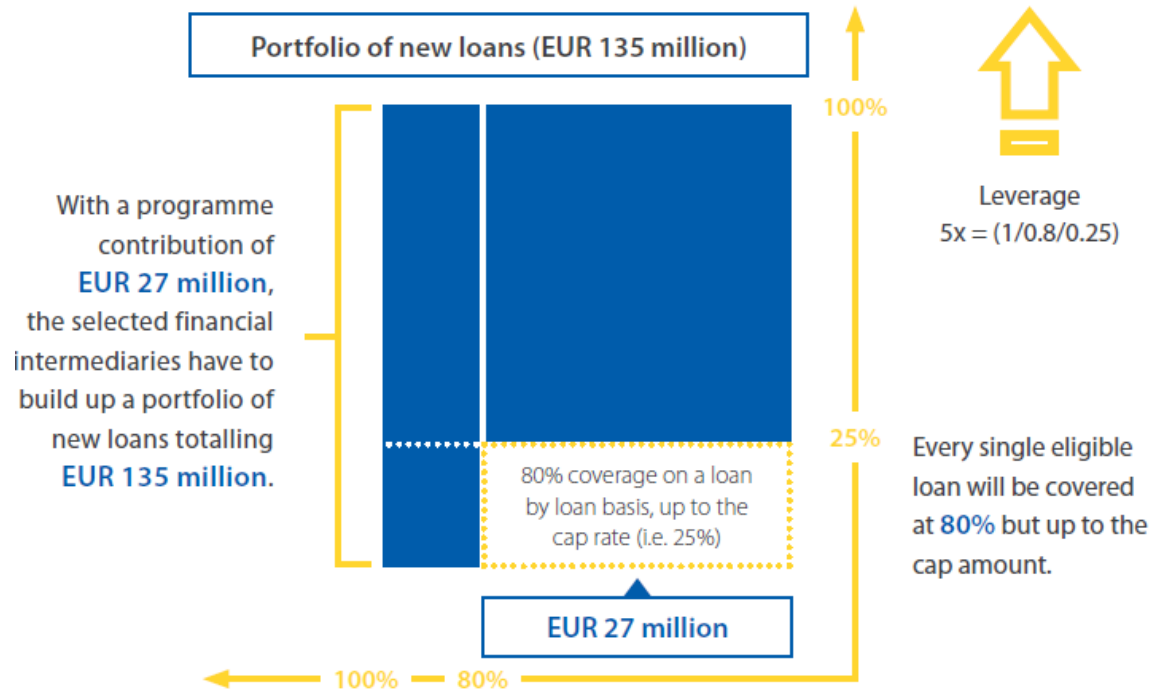 Portfolio of new loans (EUR 135 million)
100%
Leverage
5x = (1/0.8/0.25)
With a programme
contribution of
EUR 27 million,
the selected financial
intermediaries have to
build up a portfolio of
new loans totalling
EUR 135 million.
25%
80% coverage on a loan
by loan basis, up to the
cap rate (i.e. 25%)
Every single eligible
loan will be covered
at 80% but up to the
cap amount.
EUR 27 million
100%
80%